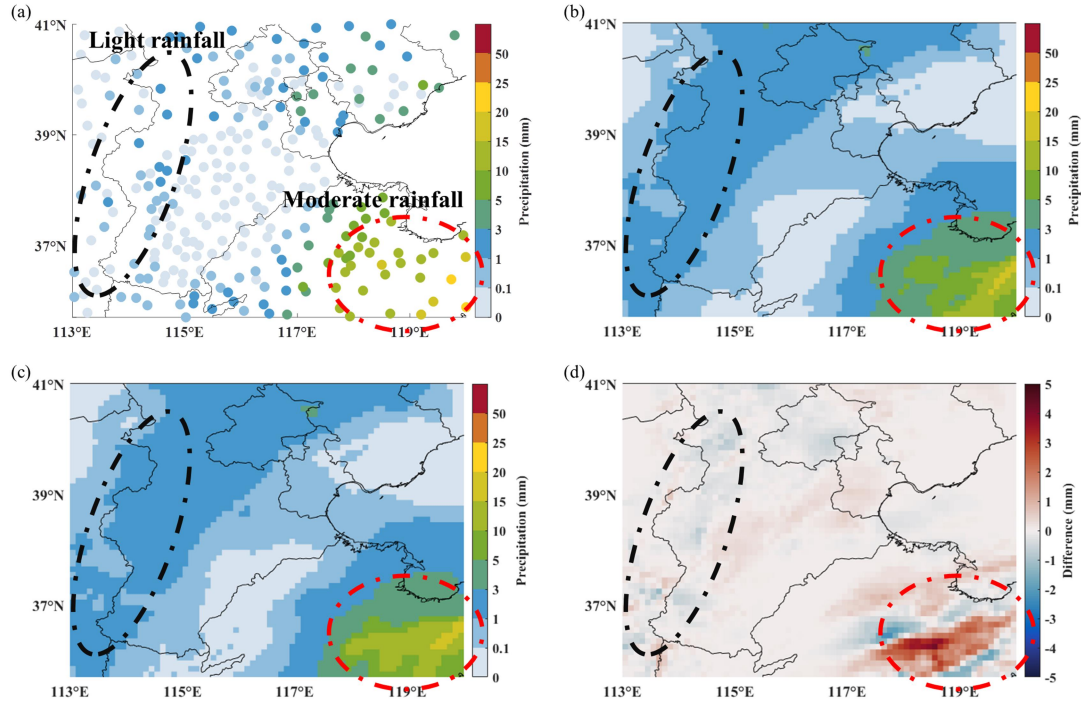 (a)
41°N
39°N
37°N
113°E
115°E
117°E
119°E
Light rainfall
Moderate rainfall
50
25
20
15
10
5
3
1
0.1
0
Precipitation (mm)
(b)
41°N
39°N
37°N
113°E
115°E
117°E
119°E
50
25
20
15
10
5
3
1
0.1
0
Precipitation (mm)
(c)
41°N
39°N
37°N
113°E
115°E
117°E
119°E
50
25
20
15
10
5
3
1
0.1
0
Precipitation (mm)
(d)
41°N
39°N
37°N
113°E
115°E
117°E
119°E
5
4
3
2
1
0
-1
-2
-3
-4
-5
Difference (mm)